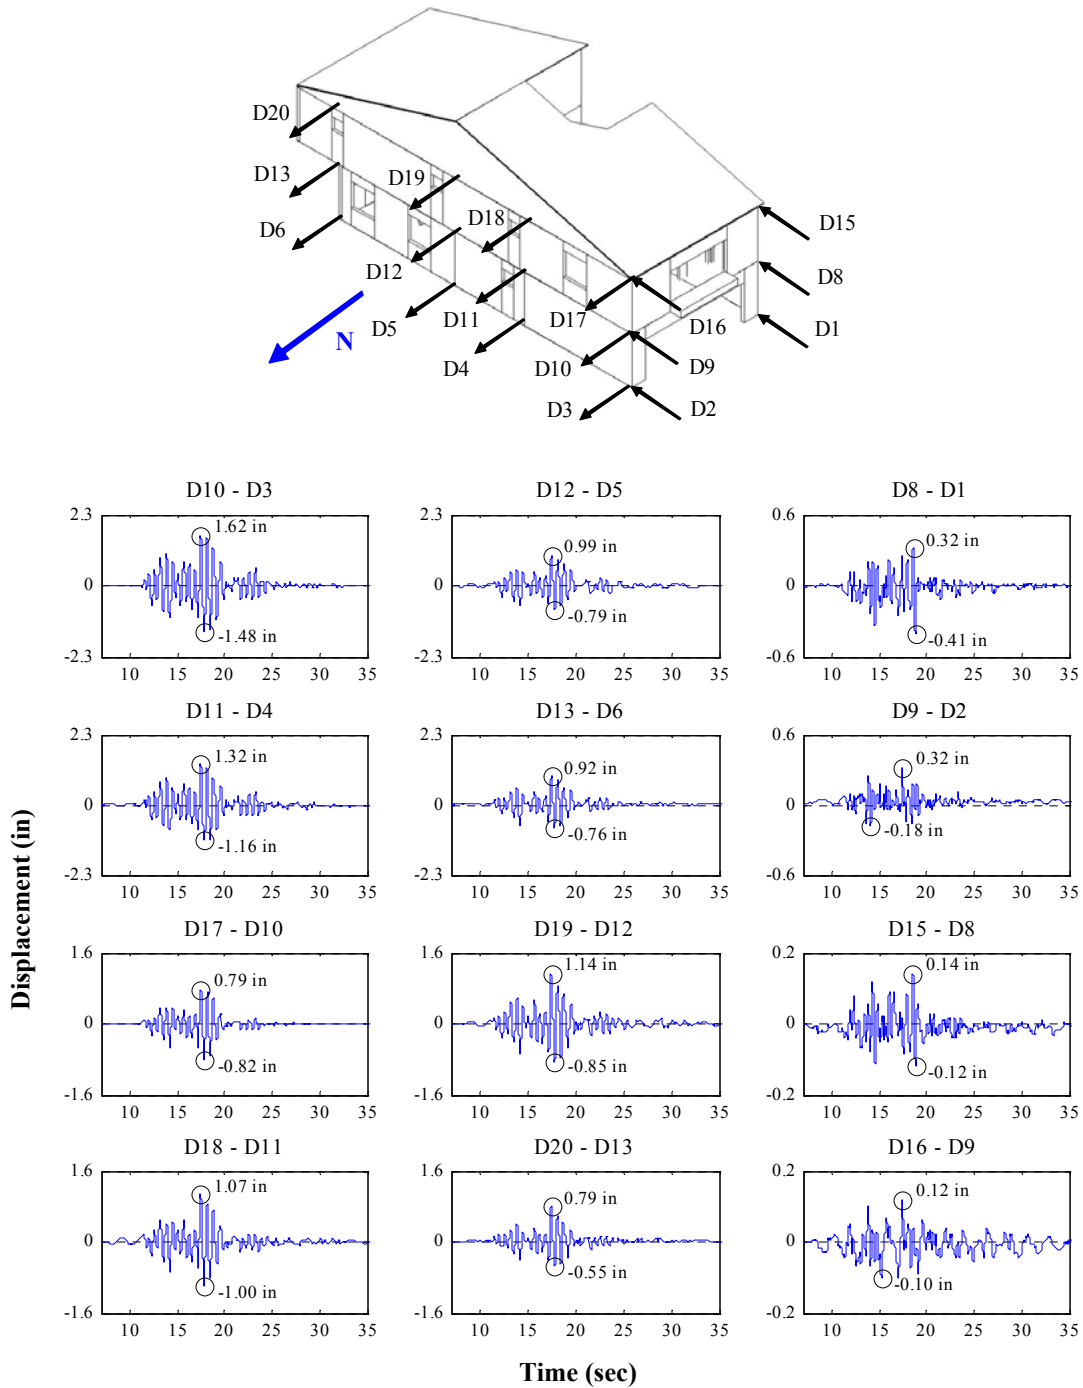 D20
D13
D19
D6
D18
D15
D12
D8
D5
D11
D17
D16
D1
N
D4
D10
D9
D3
D2
D10 - D3 D12 - D5 D8 - D1
2.3 2.3 0.6
1.62 in 0.99 in 0.32 in
0 0 0
-1.48 in -0.79 in -0.41 in
-2.3 -2.3 -0.6
10 15 20 25 30 35 10 15 20 25 30 35 10 15 20 25 30 35
D11 - D4 D13 - D6 D9 - D2
2.3 2.3 0.6
1.32 in 0.92 in 0.32 in
0 0 0
-1.16 in -0.76 in -0.18 in
-2.3 -2.3 -0.6
10 15 20 25 30 35 10 15 20 25 30 35 10 15 20 25 30 35
Displacement (in)
D17 - D10 D19 - D12 D15 - D8
1.6 1.6 0.2
0.79 in 1.14 in 0.14 in
0 0 0
-0.82 in -0.85 in -0.12 in
-1.6 -1.6 -0.2
10 15 20 25 30 35 10 15 20 25 30 35 10 15 20 25 30 35
D18 - D11 D20 - D13 D16 - D9
1.6 1.6 0.2
1.07 in 0.79 in 0.12 in
0 0 0
-1.00 in -0.55 in -0.10 in
-1.6 -1.6 -0.2
10 15 20 25 30 35 10 15 20 25 30 35 10 15 20 25 30 35
Time (sec)